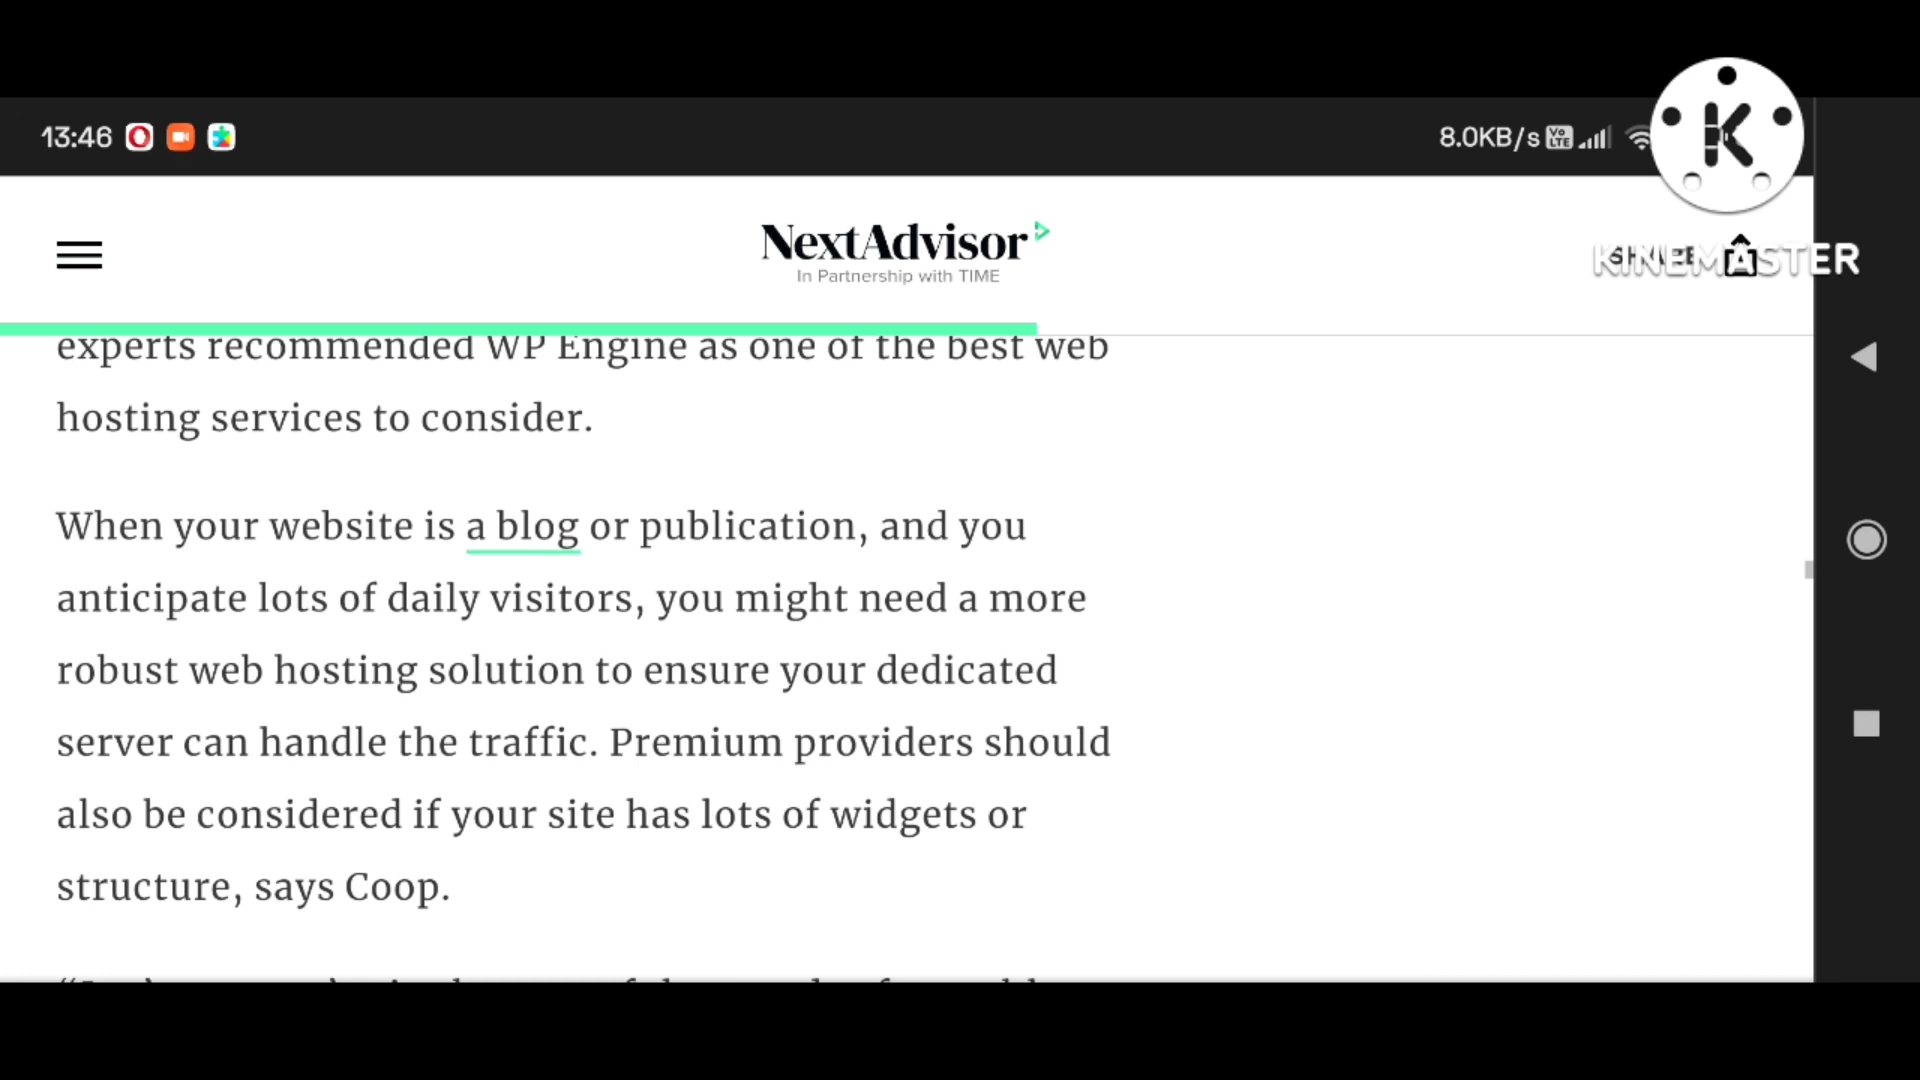 13:46
8.0KB/s
Vo LTE
NextAdvisor
In Partnership with TIME
KINEMASTER
experts recommended WP Engine as one of the best web
hosting services to consider.
When your website is a blog or publication, and you
anticipate lots of daily visitors, you might need a more
robust web hosting solution to ensure your dedicated
server can handle the traffic. Premium providers should
also be considered if your site has lots of widgets or
structure, says Coop.